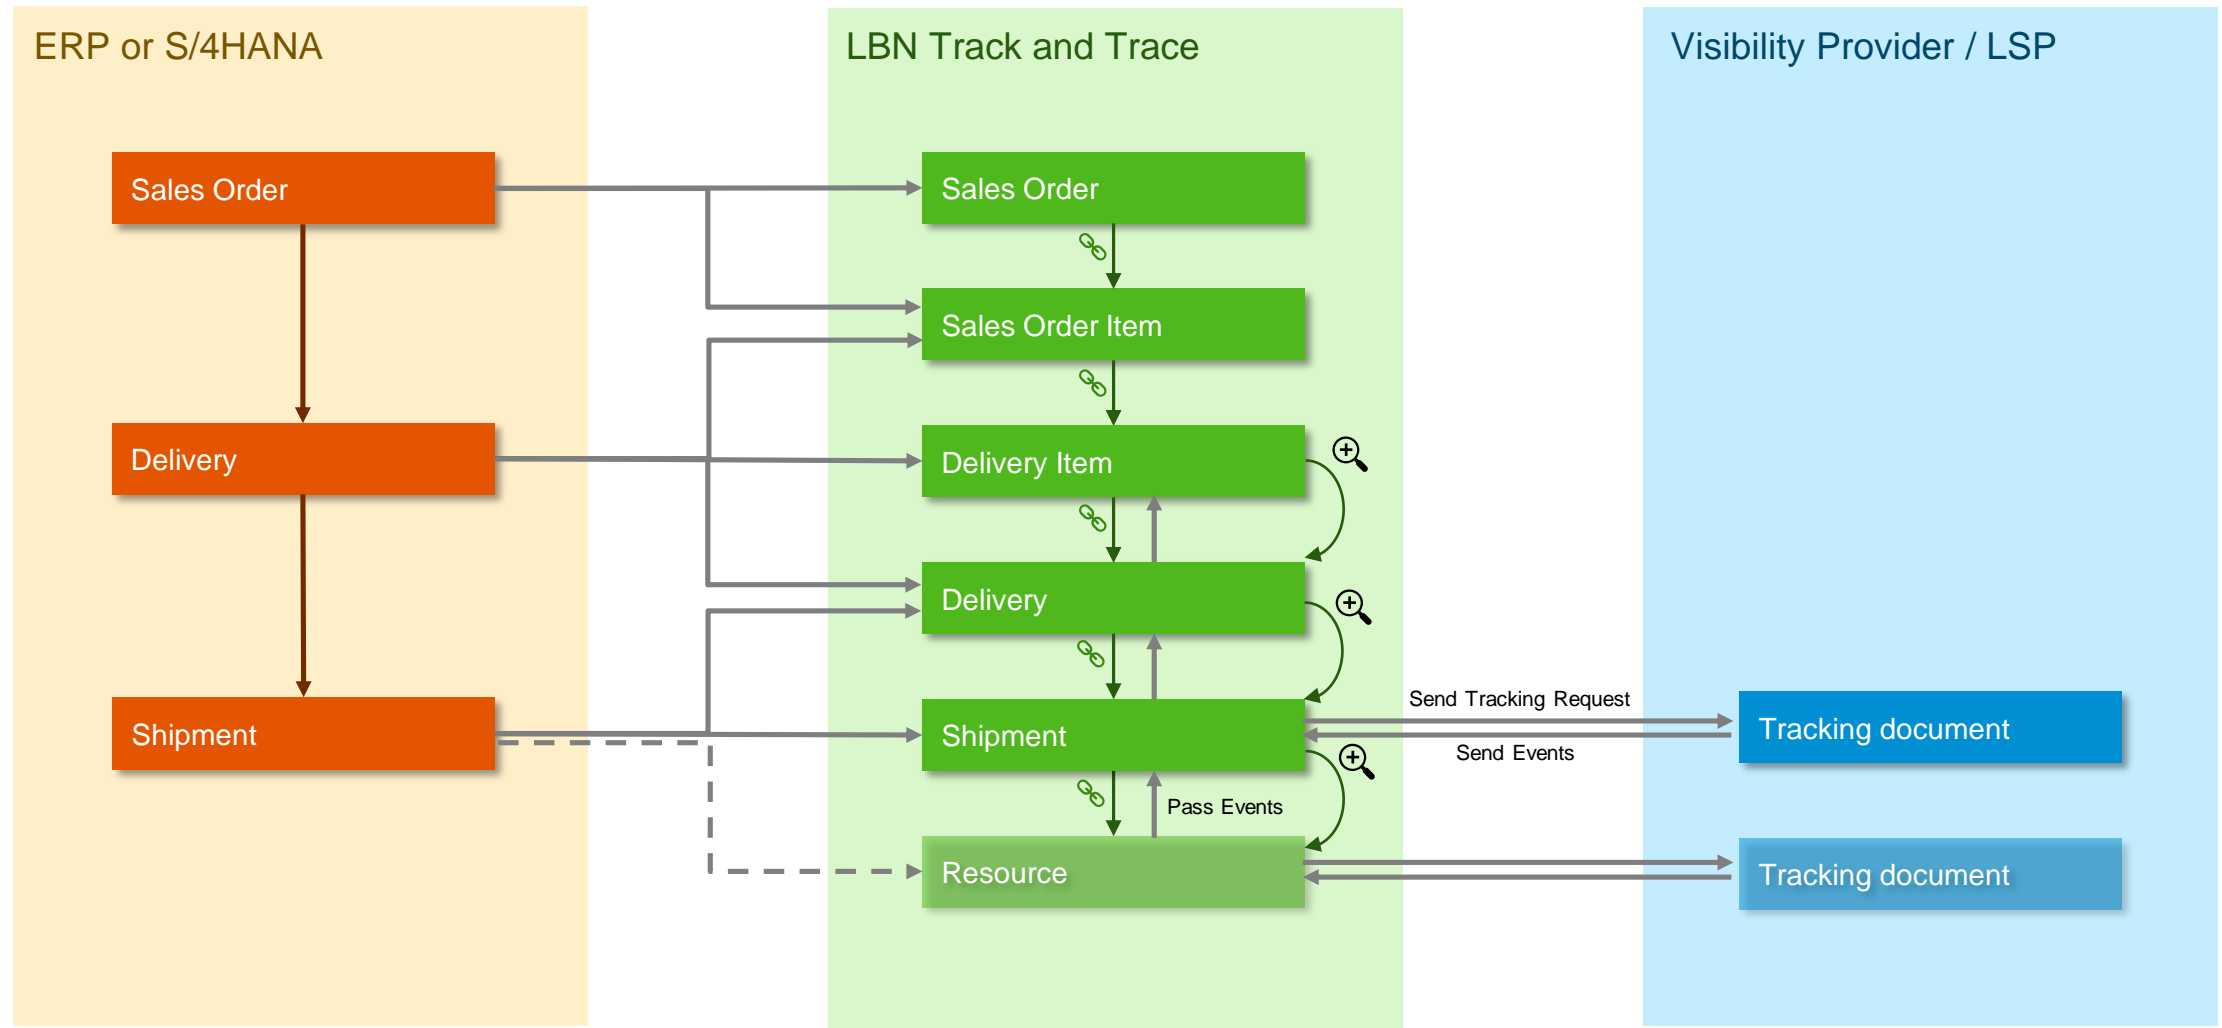 ERP or S/4HANA
Sales Order
Delivery
Shipment
LBN Track and Trace
Sales Order
Sales Order Item
Delivery Item
Delivery
Shipment
Pass Events
Resource
Send Tracking Request
Send Events
Visibility Provider / LSP
Tracking document
Tracking document